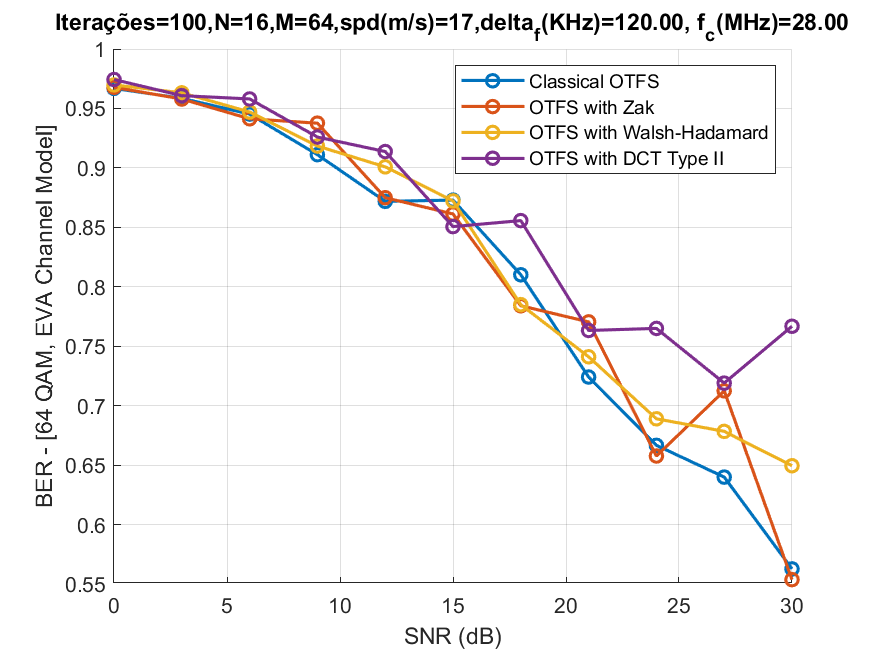 Iterações=100,N=16,M=64,spd(m/s)=17,delta_f(KHz)=120.00, f_c(MHz)=28.00
1
0.95
0.9
0.85
0.8
0.75
0.7
0.65
0.6
0.55
BER - [64 QAM, EVA Channel Model]
Classical OTFS
OTFS with Zak
OTFS with Walsh-Hadamard
OTFS with DCT Type II
0 5 10 15 20 25 30
SNR (dB)